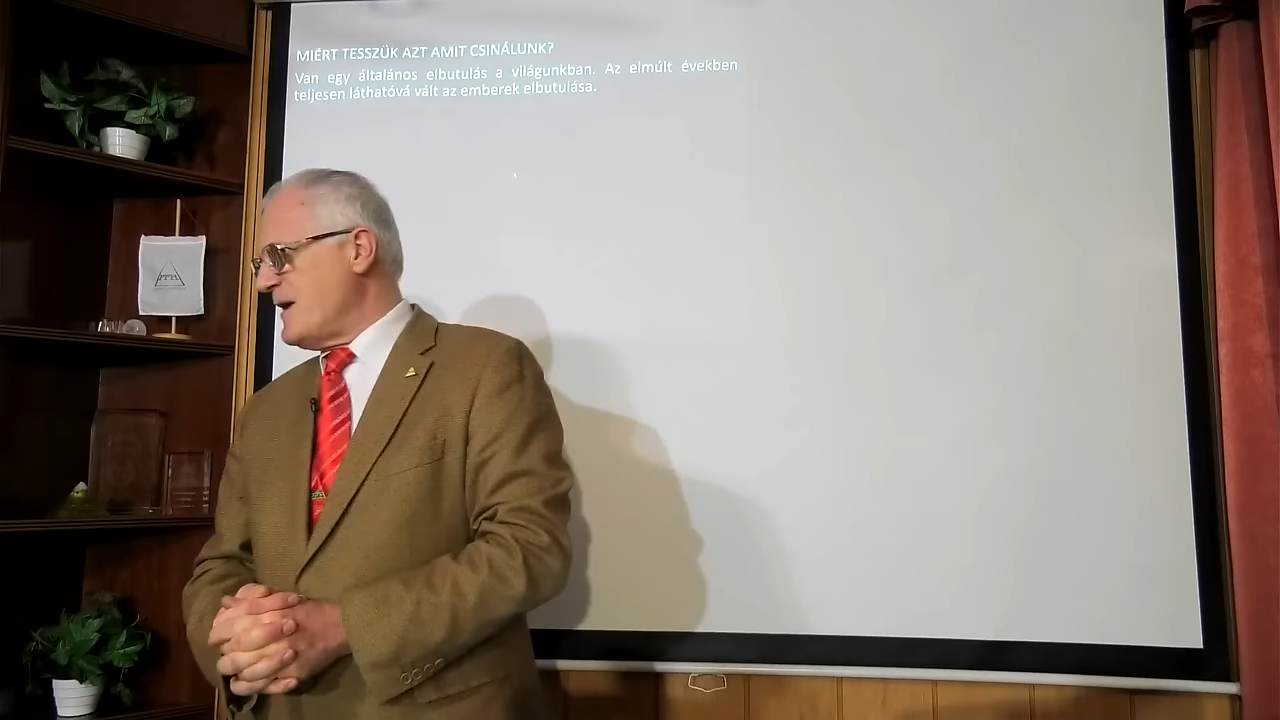 MIÉRT TESSZÜK AZT AMIT CSINÁLUNK?
Van egy általános elbutulás a világunkban. Az elmúlt években
teljesen láthatóvá vált az emberek elbutulása.